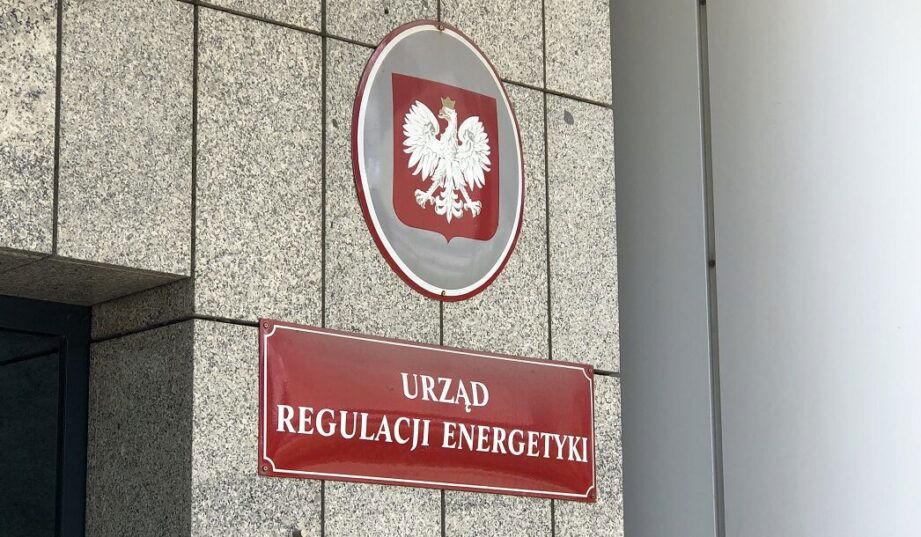 URZĄD
REGULACJI ENERGETYKI